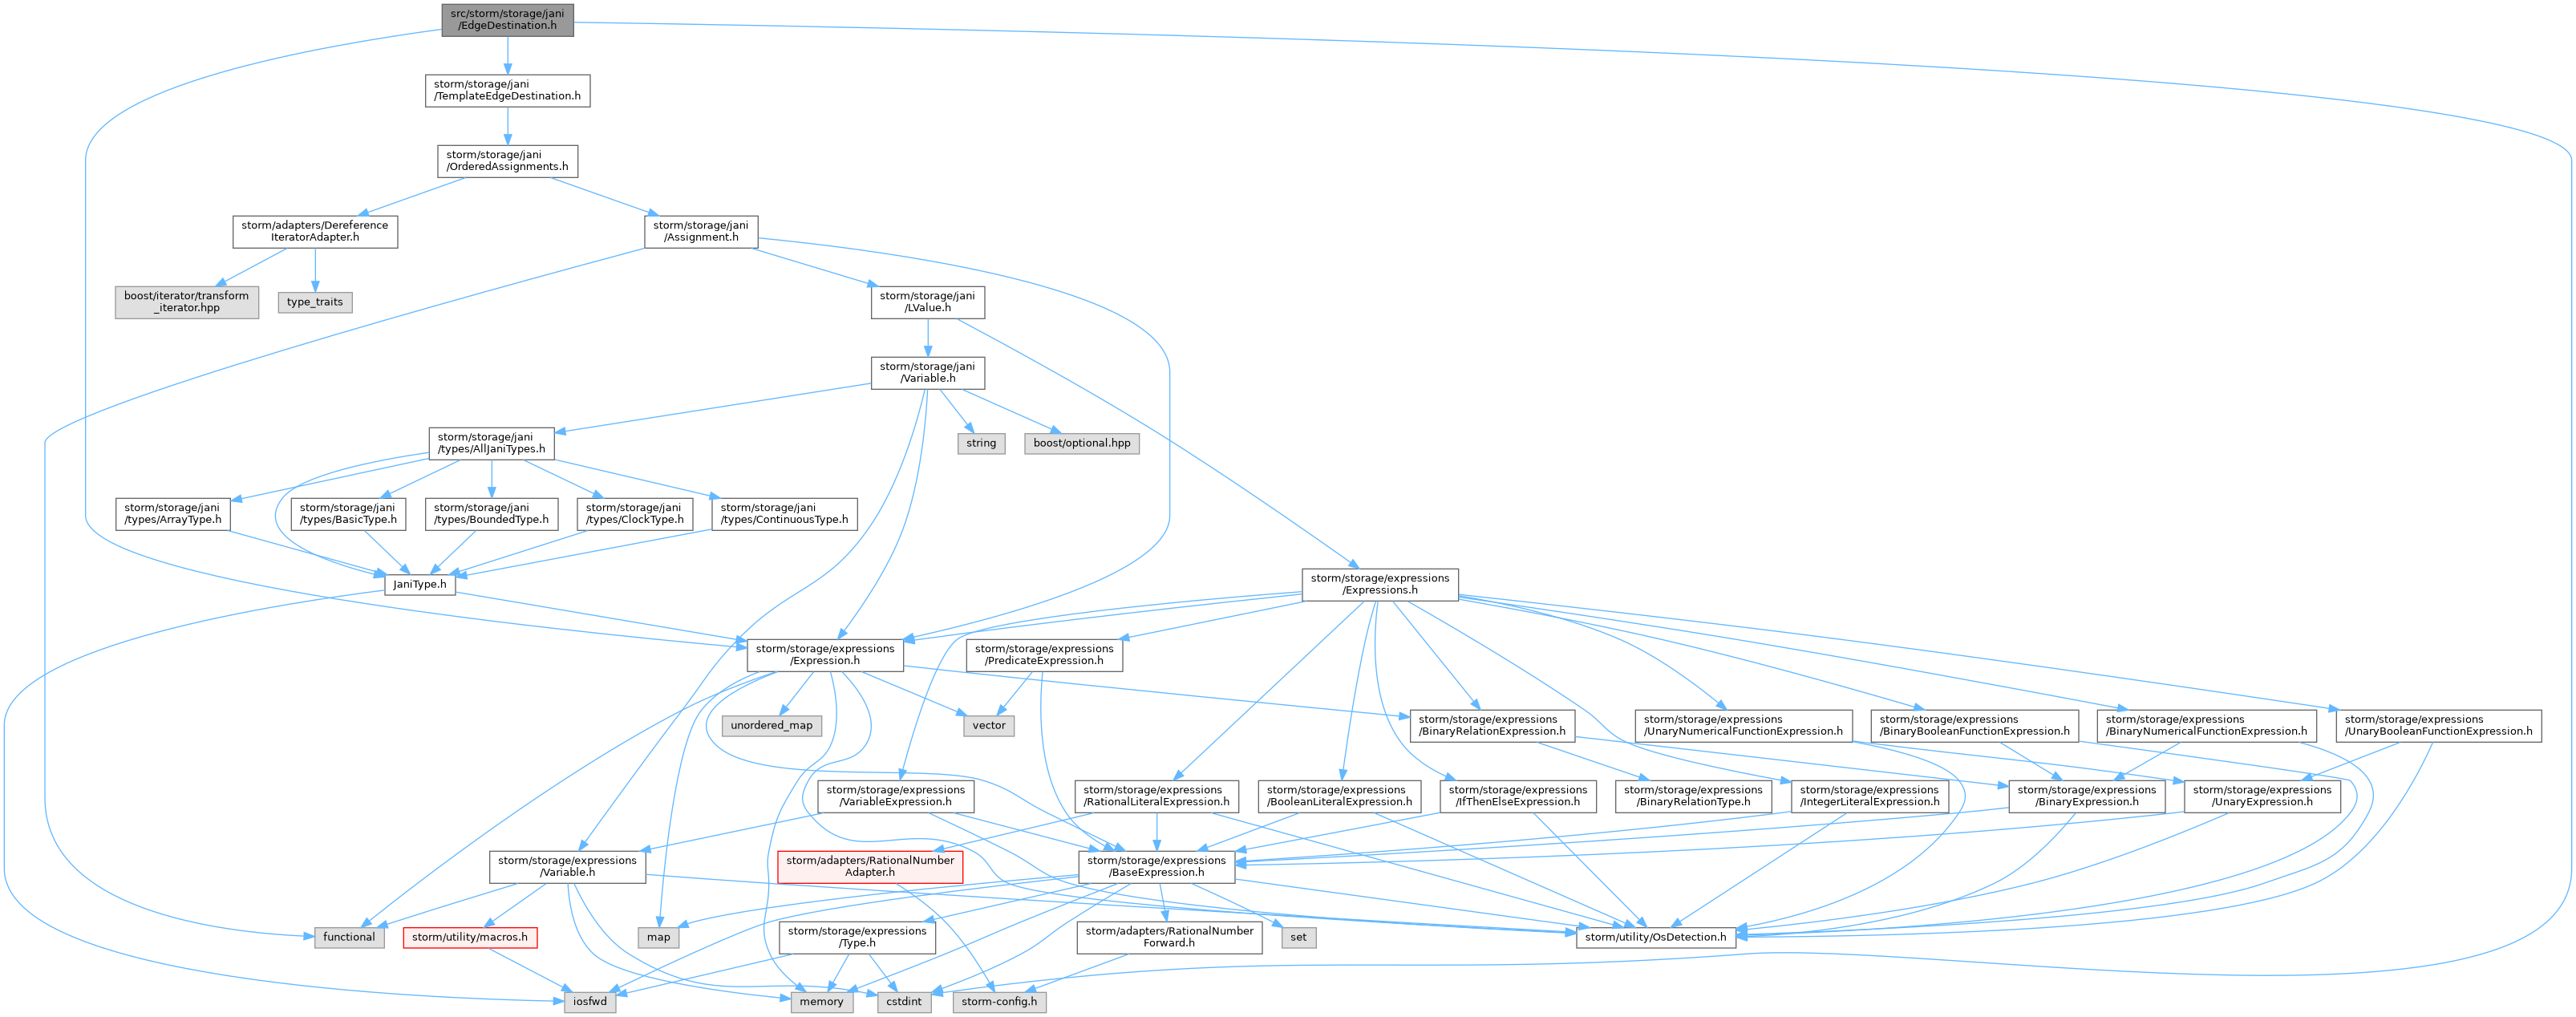 src/storm/storage/jani
/EdgeDestination.h
storm/storage/jani
/TemplateEdgeDestination.h
storm/storage/jani
/OrderedAssignments.h
storm/adapters/Dereference
IteratorAdapter.h
storm/storage/jani
/Assignment.h
boost/iterator/transform
_iterator.hpp
type_traits
storm/storage/jani
/LValue.h
storm/storage/jani
/Variable.h
storm/storage/jani
/types/AllJaniTypes.h
string
boost/optional.hpp
storm/storage/jani
/types/ArrayType.h
storm/storage/jani
/types/BasicType.h
storm/storage/jani
/types/BoundedType.h
storm/storage/jani
/types/ClockType.h
storm/storage/jani
/types/ContinuousType.h
JaniType.h
storm/storage/expressions
/Expressions.h
storm/storage/expressions
/Expression.h
storm/storage/expressions
/PredicateExpression.h
unordered_map
vector
storm/storage/expressions
/BinaryRelationExpression.h
storm/storage/expressions
/UnaryNumericalFunctionExpression.h
storm/storage/expressions
/BinaryBooleanFunctionExpression.h
storm/storage/expressions
/BinaryNumericalFunctionExpression.h
storm/storage/expressions
/UnaryBooleanFunctionExpression.h
storm/storage/expressions
/VariableExpression.h
storm/storage/expressions
/RationalLiteralExpression.h
storm/storage/expressions
/BooleanLiteralExpression.h
storm/storage/expressions
/IfThenElseExpression.h
storm/storage/expressions
/BinaryRelationType.h
storm/storage/expressions
/IntegerLiteralExpression.h
storm/storage/expressions
/BinaryExpression.h
storm/storage/expressions
/UnaryExpression.h
storm/storage/expressions
/Variable.h
storm/adapters/RationalNumber
Adapter.h
storm/storage/expressions
/BaseExpression.h
functional
storm/utility/macros.h
map
storm/storage/expressions
/Type.h
storm/adapters/RationalNumber
Forward.h
set
storm/utility/OsDetection.h
iosfwd
memory
cstdint
storm-config.h